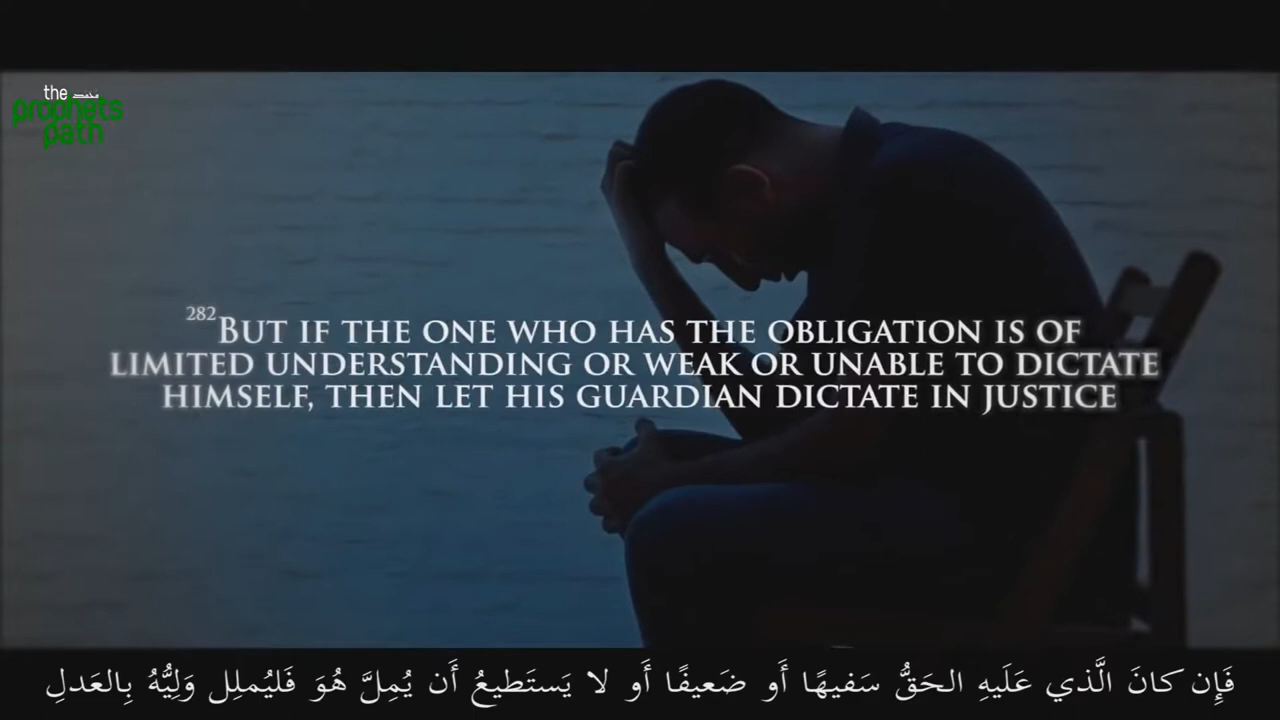 the محمد
prophets
path
282 BUT IF THE ONE WHO HAS THE OBLIGATION IS OF
LIMITED UNDERSTANDING OR WEAK OR UNABLE TO DICTATE
HIMSELF, THEN LET HIS GUARDIAN DICTATE IN JUSTICE
فَإِن كانَ الَّذي عَلَيهِ الحَقُّ سَفيهًا أَو ضَعيفًا أَو لا يَستَطيعُ أَن يُمِلَّ هُوَ فَليُملِل وَلِيُّهُ بِالعَدلِ